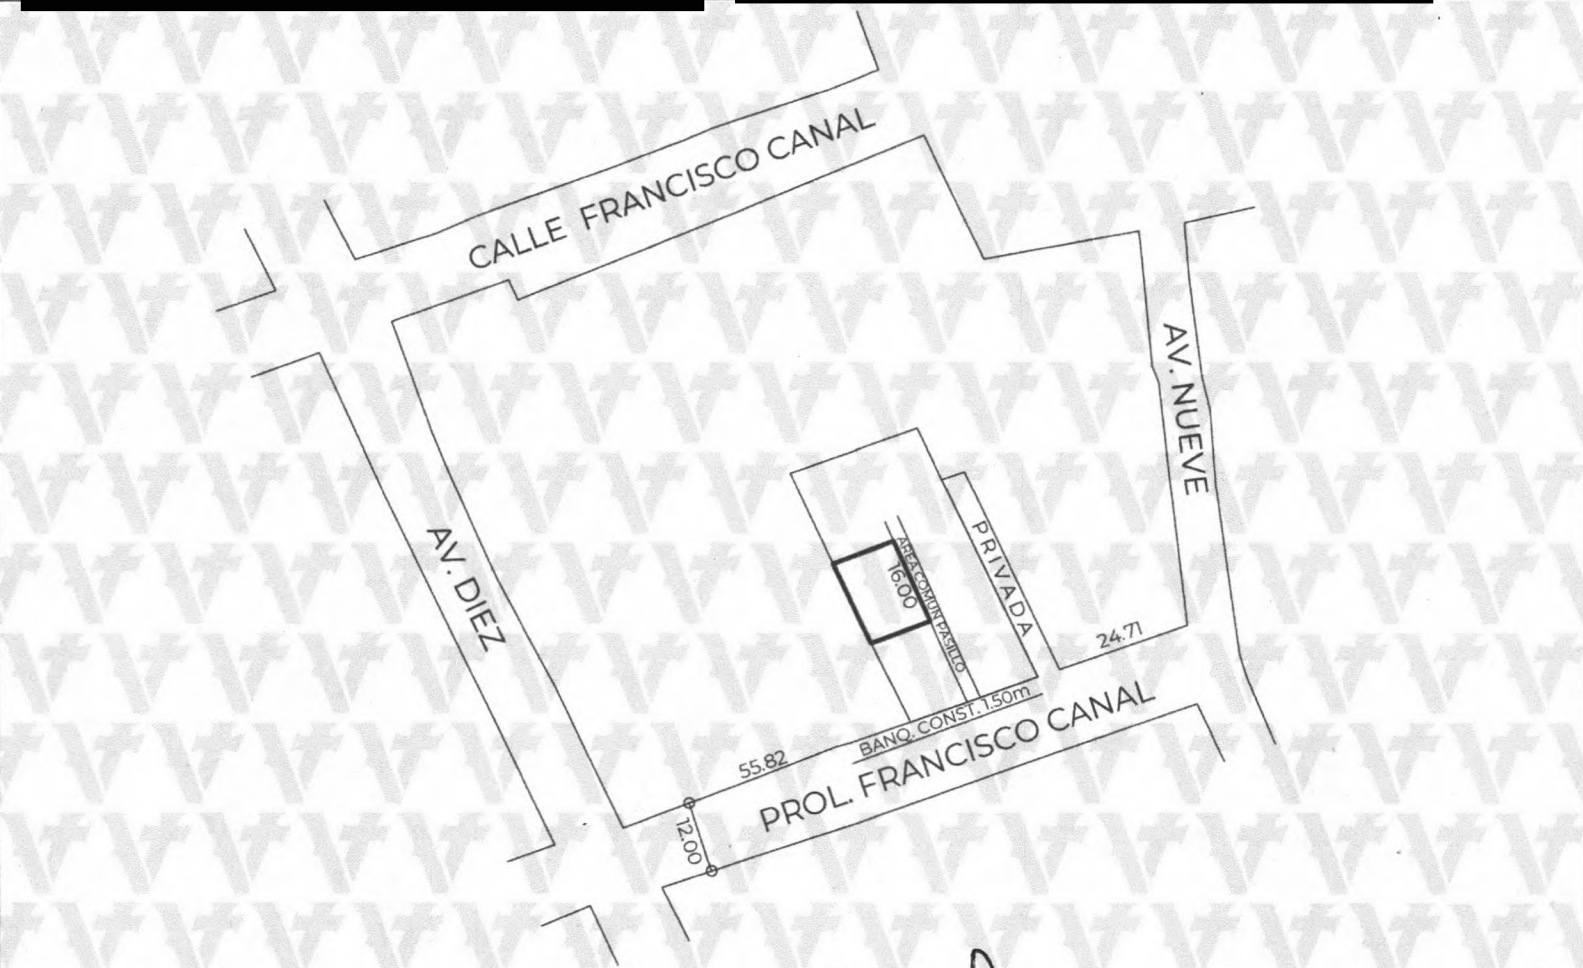 CALLE FRANCISCO CANAL
AV. NUEVE
AV. DIEZ
PRIVADA
AREA COMUN PASILLO
16.00
24.71
BANQ. CONST. 1.50m
55.82
PROL. FRANCISCO CANAL
12.00